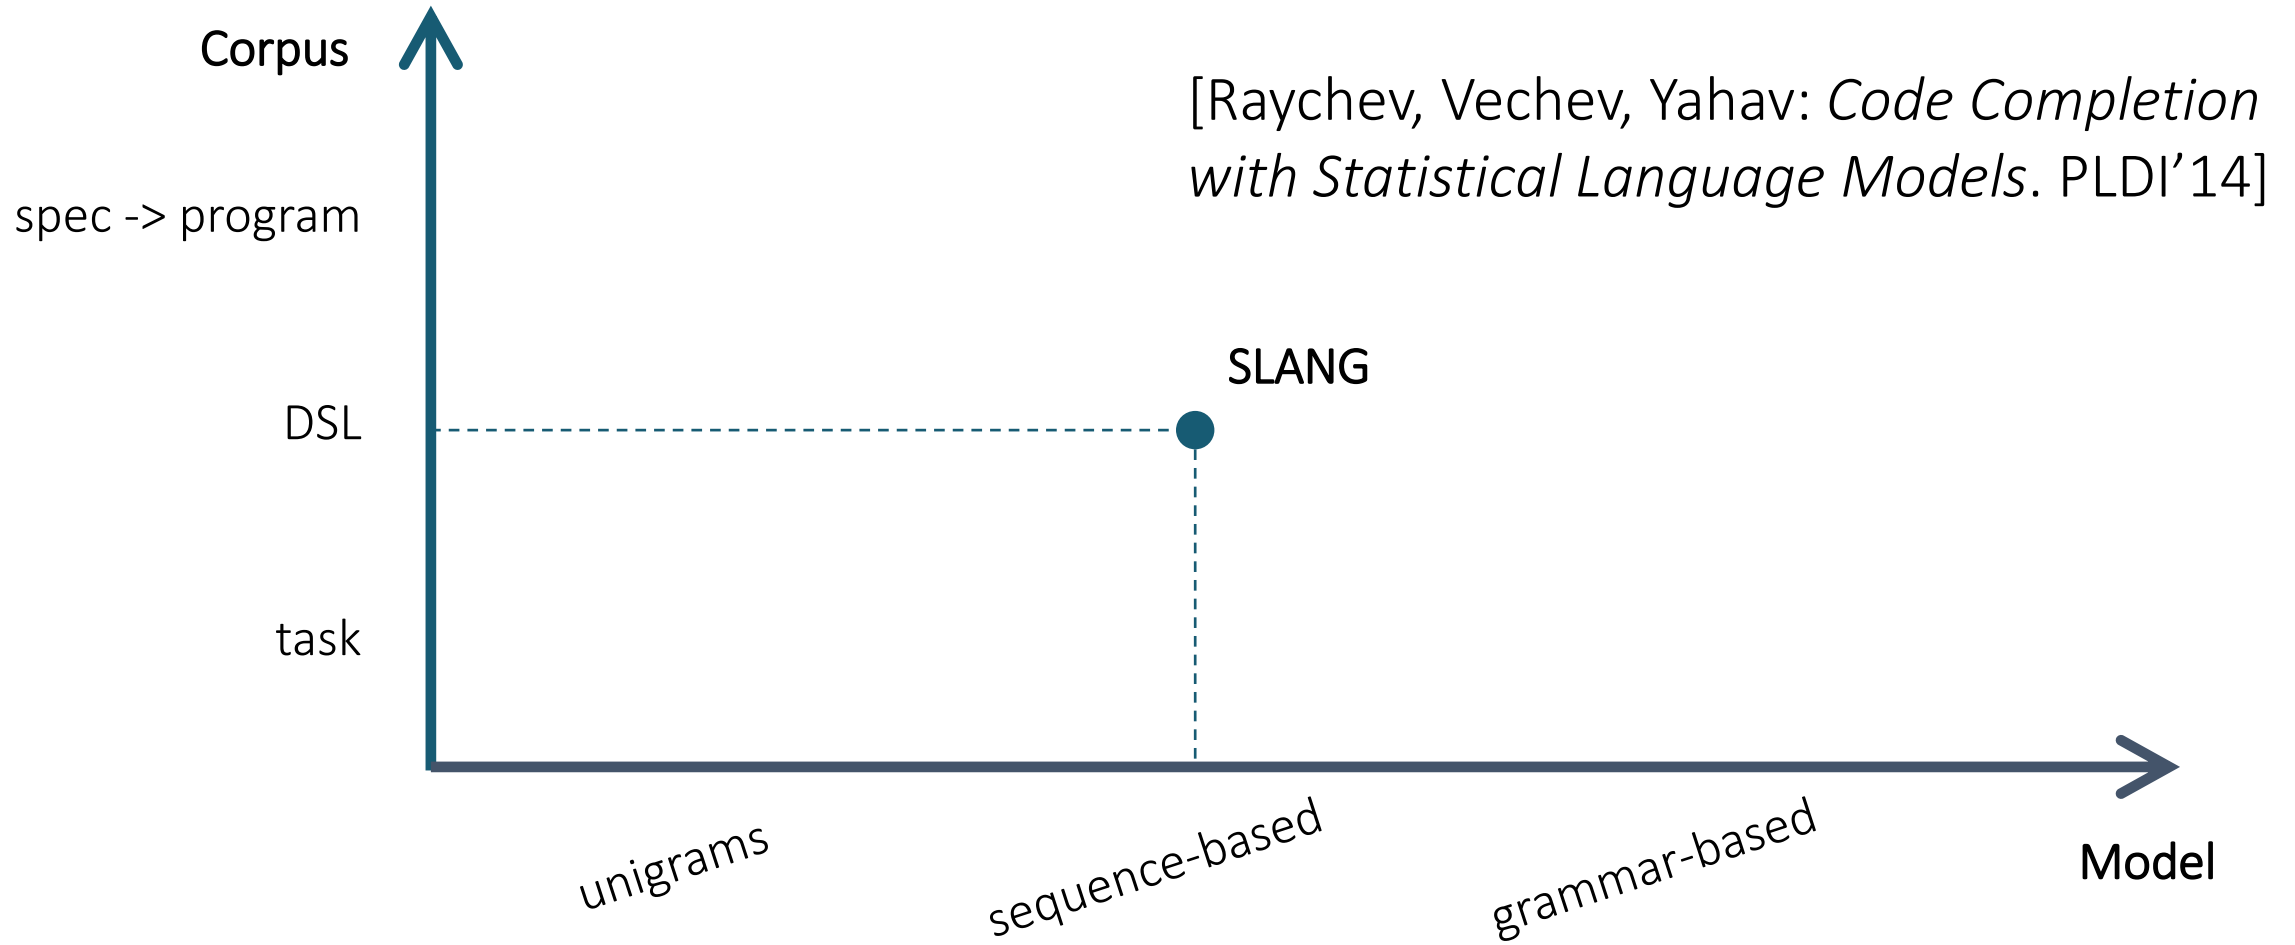 Corpus
[Raychev, Vechev, Yahav: Code Completion
with Statistical Language Models. PLDI’14]
spec -> program
SLANG
DSL
task
unigrams
sequence-based
grammar-based
Model